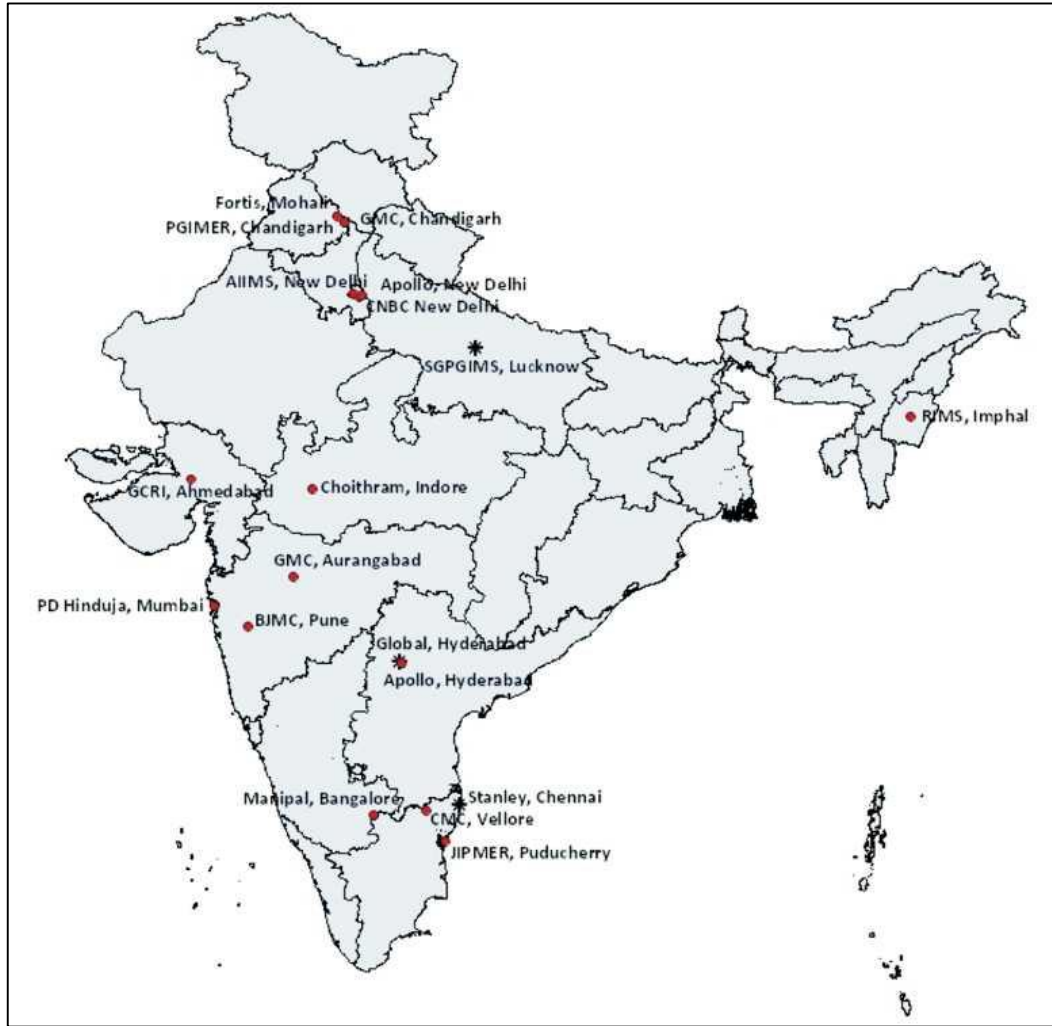 Fortis, Mohali
GMC, Chandigarh
PGIMER, Chandigarh
AIIMS, New Delhi
Apollo, New Delhi
CNBC New Delhi
SGPGIMS, Lucknow
RIMS, Imphal
GCRI, Ahmedabad
Choithram, Indore
GMC, Aurangabad
PD Hinduja, Mumbai
BJMC, Pune
Global, Hyderabad
Apollo, Hyderabad
Manipal, Bangalore
Stanley, Chennai
CMC, Vellore
JIPMER, Puducherry